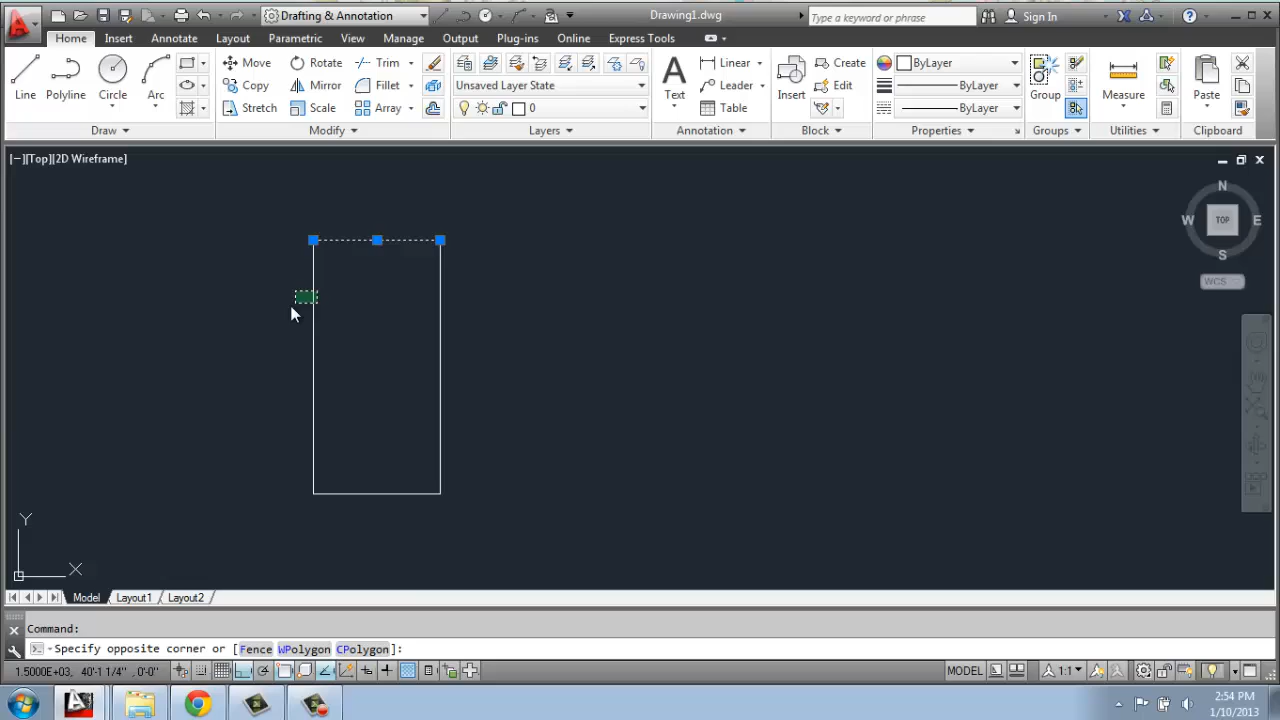 Drafting & Annotation
Drawing1.dwg
Type a keyword or phrase
Sign In
Home Insert Annotate Layout Parametric View Manage Output Plug-ins Online Express Tools
Line Polyline Circle Arc
Draw
Move Rotate Trim
Copy Mirror Fillet
Stretch Scale Array
Modify
Unsaved Layer State
0
Layers
Text
Linear
Leader
Table
Annotation
Insert
Create
Edit
Block
ByLayer
ByLayer
ByLayer
Properties
Group
Groups
Measure
Utilities
Paste
Clipboard
[−][Top][2D Wireframe]
N
W TOP E
S
WCS
Y
X
Model Layout1 Layout2
Command:
Specify opposite corner or [Fence WPolygon CPolygon]:
1.5000E+03, 40'-1 1/4", 0'-0"
MODEL
1:1
2:54 PM
1/10/2013